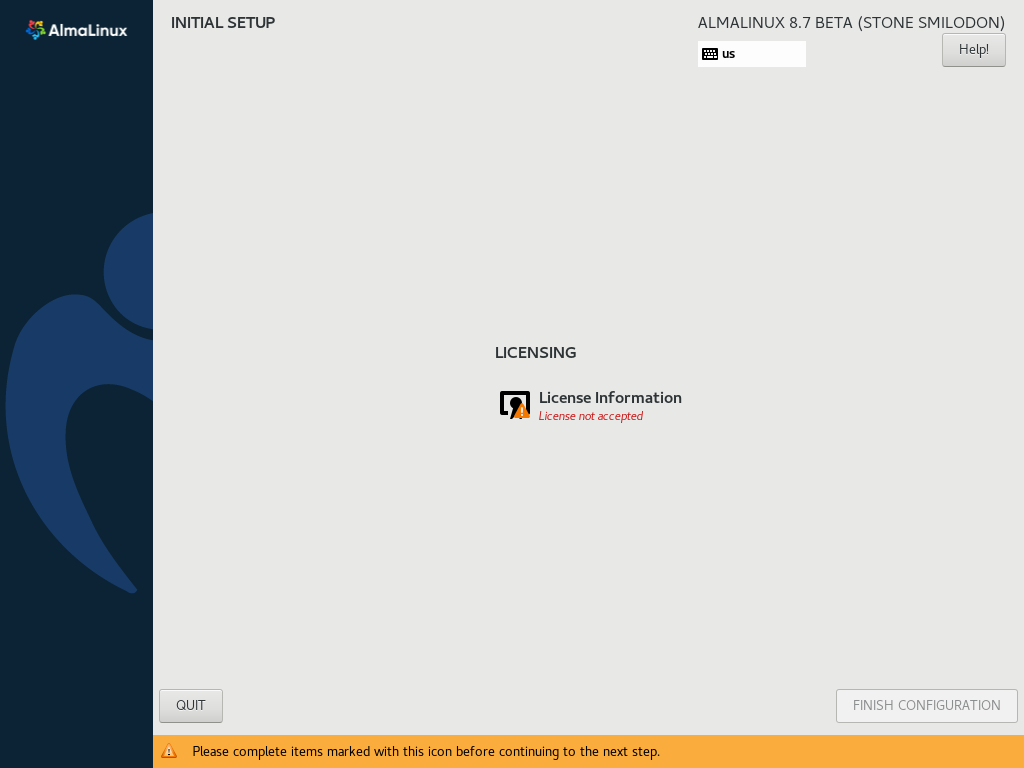 AlmaLinux
INITIAL SETUP
ALMALINUX 8.7 BETA (STONE SMILODON)
us
Help!
LICENSING
License Information
License not accepted
QUIT
FINISH CONFIGURATION
Please complete items marked with this icon before continuing to the next step.